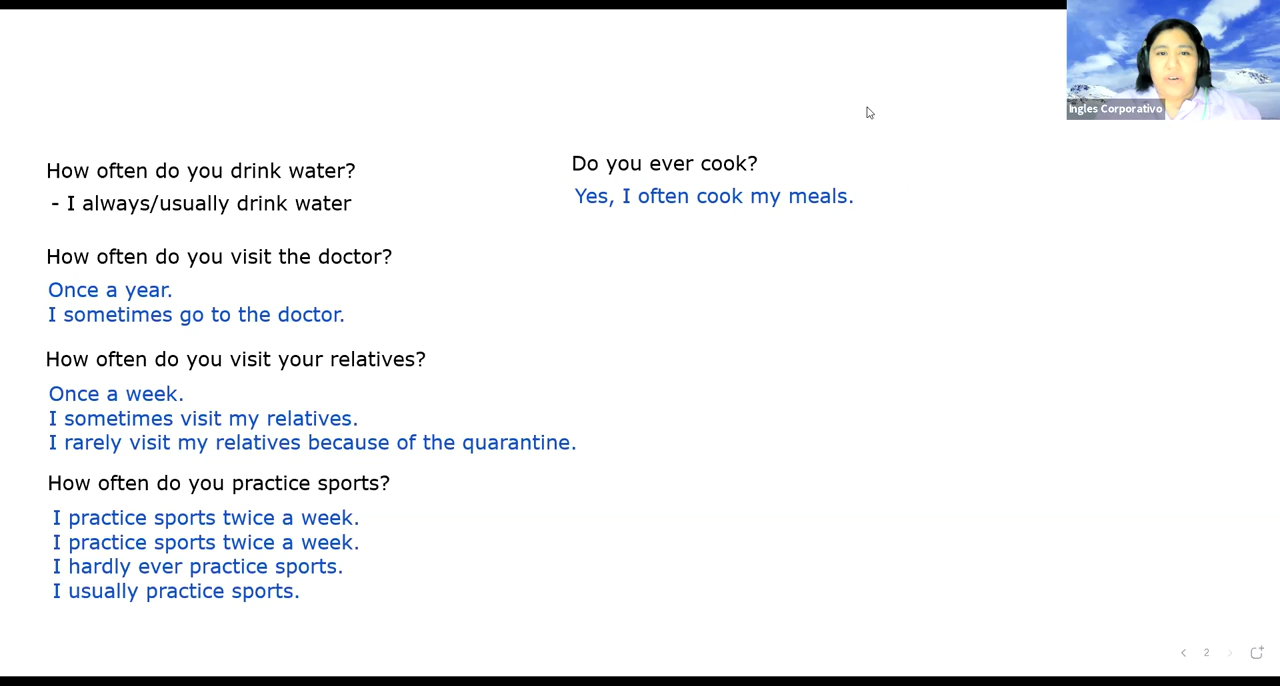 Ingles Corporativo
How often do you drink water?
- I always/usually drink water
How often do you visit the doctor?
Once a year.
I sometimes go to the doctor.
How often do you visit your relatives?
Once a week.
I sometimes visit my relatives.
I rarely visit my relatives because of the quarantine.
How often do you practice sports?
I practice sports twice a week.
I practice sports twice a week.
I hardly ever practice sports.
I usually practice sports.
Do you ever cook?
Yes, I often cook my meals.
2